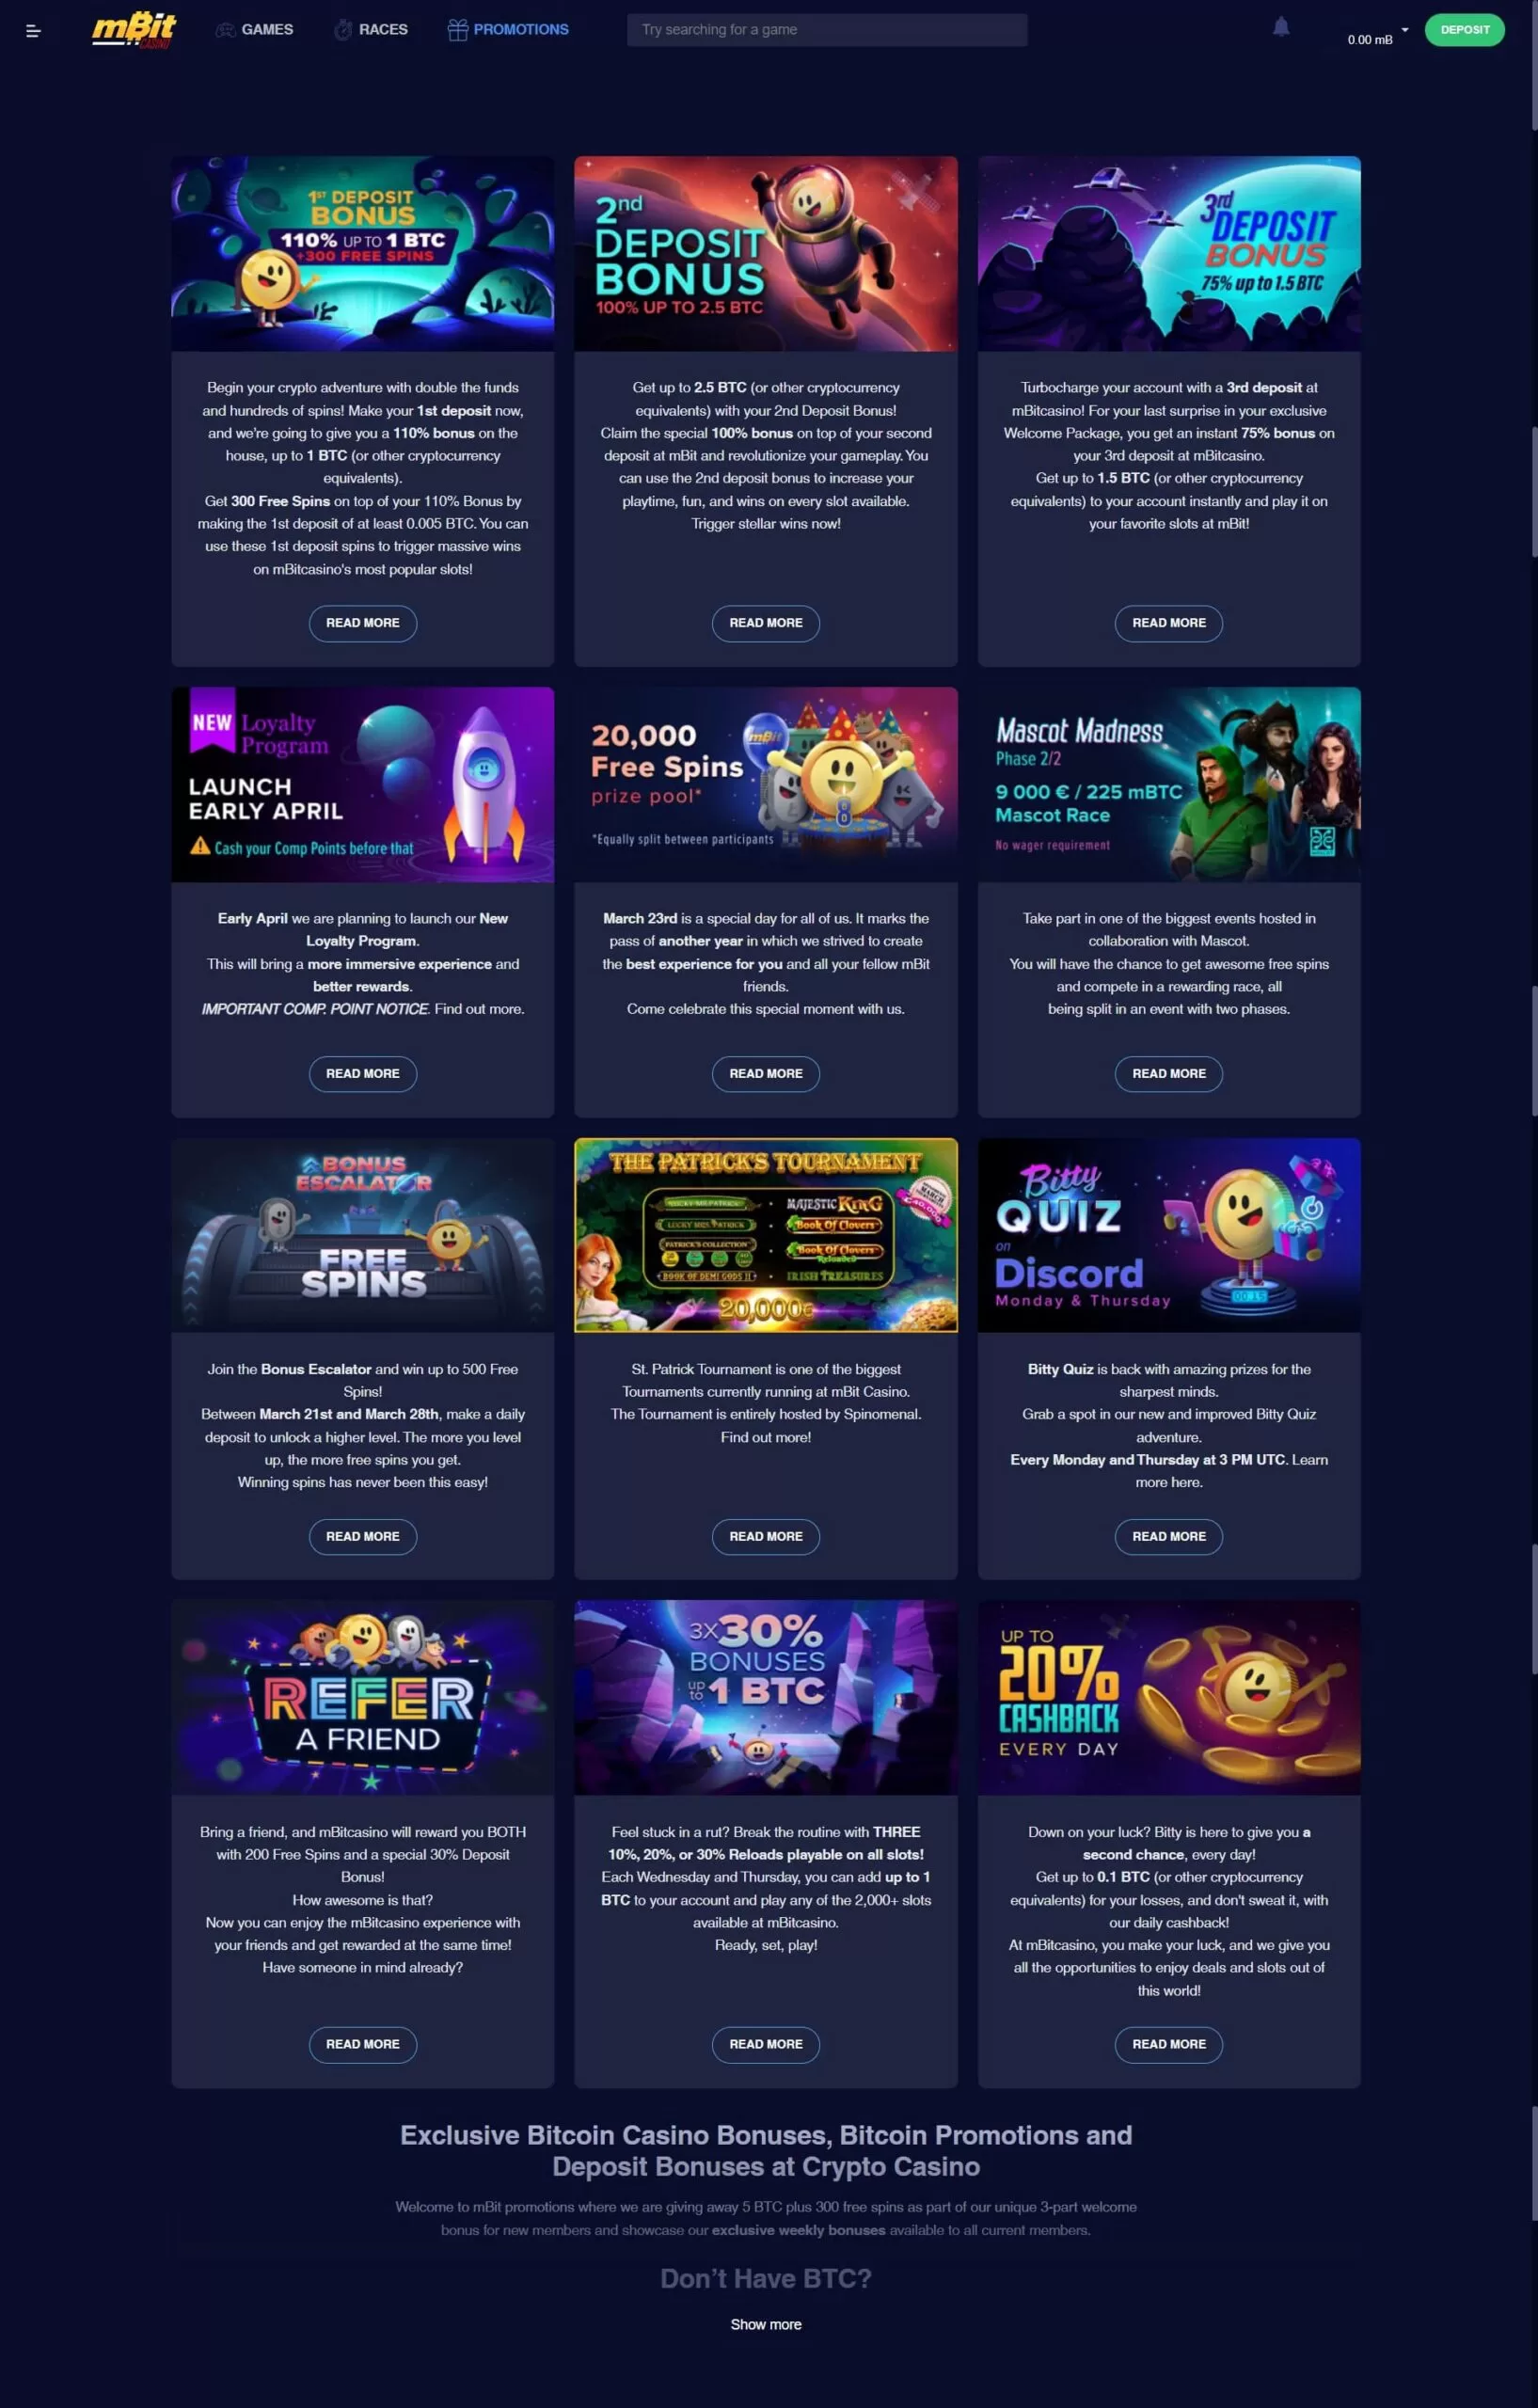 mBit
CASINO
GAMES
RACES
PROMOTIONS
Try searching for a game
0.00 mB
DEPOSIT
1ST DEPOSIT
BONUS
110% UP TO 1 BTC
+300 FREE SPINS
Begin your crypto adventure with double the funds
and hundreds of spins! Make your 1st deposit now,
and we're going to give you a 110% bonus on the
house, up to 1 BTC (or other cryptocurrency
equivalents).
Get 300 Free Spins on top of your 110% Bonus by
making the 1st deposit of at least 0.005 BTC. You can
use these 1st deposit spins to trigger massive wins
on mBitcasino's most popular slots!
READ MORE
2nd
DEPOSIT
BONUS
100% UP TO 2.5 BTC
Get up to 2.5 BTC (or other cryptocurrency
equivalents) with your 2nd Deposit Bonus!
Claim the special 100% bonus on top of your second
deposit at mBit and revolutionize your gameplay. You
can use the 2nd deposit bonus to increase your
playtime, fun, and wins on every slot available.
Trigger stellar wins now!
READ MORE
3rd
DEPOSIT
BONUS
75% up to 1.5 BTC
Turbocharge your account with a 3rd deposit at
mBitcasino! For your last surprise in your exclusive
Welcome Package, you get an instant 75% bonus on
your 3rd deposit at mBitcasino.
Get up to 1.5 BTC (or other cryptocurrency
equivalents) to your account instantly and play it on
your favorite slots at mBit!
READ MORE
NEW
Loyalty
Program
LAUNCH
EARLY APRIL
Cash your Comp Points before that
Early April we are planning to launch our New
Loyalty Program.
This will bring a more immersive experience and
better rewards.
IMPORTANT COMP. POINT NOTICE. Find out more.
READ MORE
20,000
Free Spins
prize pool*
*Equally split between participants
mBit
8
March 23rd is a special day for all of us. It marks the
pass of another year in which we strived to create
the best experience for you and all your fellow mBit
friends.
Come celebrate this special moment with us.
READ MORE
Mascot Madness
Phase 2/2
9 000 € / 225 mBTC
Mascot Race
No wager requirement
Take part in one of the biggest events hosted in
collaboration with Mascot.
You will have the chance to get awesome free spins
and compete in a rewarding race, all
being split in an event with two phases.
READ MORE
BONUS
ESCALATOR
FREE
SPINS
Join the Bonus Escalator and win up to 500 Free
Spins!
Between March 21st and March 28th, make a daily
deposit to unlock a higher level. The more you level
up, the more free spins you get.
Winning spins has never been this easy!
READ MORE
THE PATRICK'S TOURNAMENT
LUCKY MRS PATRICK
PATRICK'S COLLECTION
BOOK OF DEMI GODS II
MAJESTIC KING
Book Of Clovers
Book Of Clovers
Reloaded
IRISH TREASURES
MARCH
€40,000
20,000€
St. Patrick Tournament is one of the biggest
Tournaments currently running at mBit Casino.
The Tournament is entirely hosted by Spinomenal.
Find out more!
READ MORE
Bitty
QUIZ
on
Discord
Monday & Thursday
00:15
Bitty Quiz is back with amazing prizes for the
sharpest minds.
Grab a spot in our new and improved Bitty Quiz
adventure.
Every Monday and Thursday at 3 PM UTC. Learn
more here.
READ MORE
REFER
A FRIEND
Bring a friend, and mBitcasino will reward you BOTH
with 200 Free Spins and a special 30% Deposit
Bonus!
How awesome is that?
Now you can enjoy the mBitcasino experience with
your friends and get rewarded at the same time!
Have someone in mind already?
READ MORE
3X30%
BONUSES
up to 1 BTC
Feel stuck in a rut? Break the routine with THREE
10%, 20%, or 30% Reloads playable on all slots!
Each Wednesday and Thursday, you can add up to 1
BTC to your account and play any of the 2,000+ slots
available at mBitcasino.
Ready, set, play!
READ MORE
UP TO
20%
CASHBACK
EVERY DAY
Down on your luck? Bitty is here to give you a
second chance, every day!
Get up to 0.1 BTC (or other cryptocurrency
equivalents) for your losses, and don't sweat it, with
our daily cashback!
At mBitcasino, you make your luck, and we give you
all the opportunities to enjoy deals and slots out of
this world!
READ MORE
Exclusive Bitcoin Casino Bonuses, Bitcoin Promotions and
Deposit Bonuses at Crypto Casino
Welcome to mBit promotions where we are giving away 5 BTC plus 300 free spins as part of our unique 3-part welcome
bonus for new members and showcase our exclusive weekly bonuses available to all current members.
Don't Have BTC?
Show more